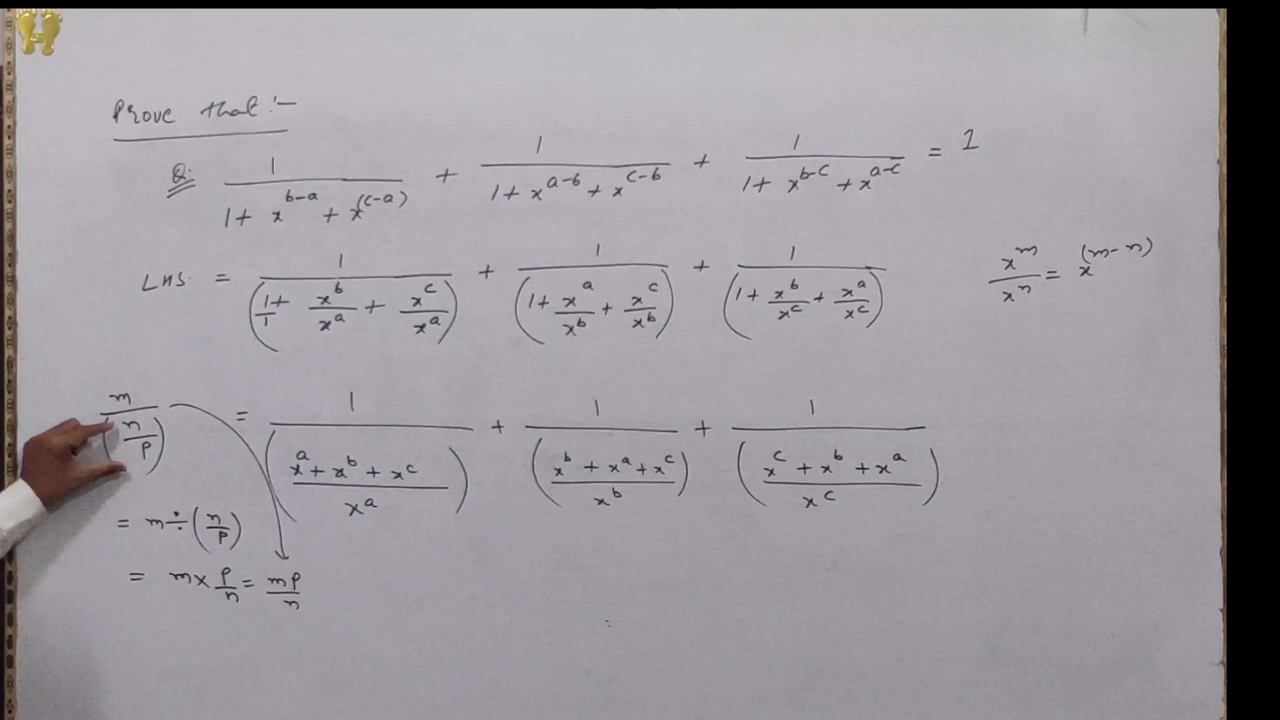 Prove that :-
Q. 1/(1 + x^(b-a) + x^(c-a)) + 1/(1 + x^(a-b) + x^(c-b)) + 1/(1 + x^(b-c) + x^(a-c)) = 1
LHS. = 1/(1/1 + x^b/x^a + x^c/x^a) + 1/(1 + x^a/x^b + x^c/x^b) + 1/(1 + x^b/x^c + x^a/x^c)
x^m/x^n = x^(m-n)
= 1/((x^a + x^b + x^c)/x^a) + 1/((x^b + x^a + x^c)/x^b) + 1/((x^c + x^b + x^a)/x^c)
m/(n/p)
= m ÷ (n/p)
= m × p/n = mp/n